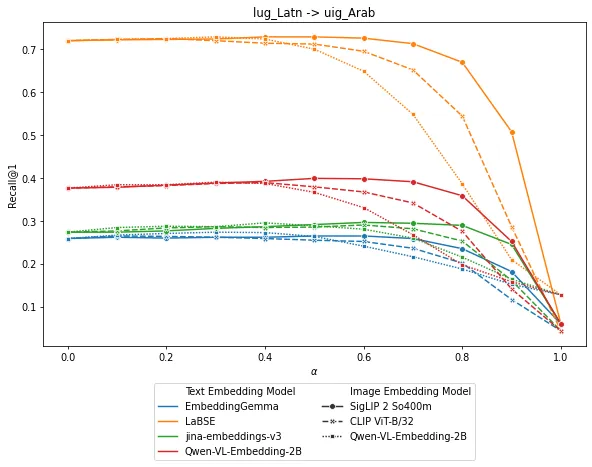 lug_Latn -> uig_Arab
Recall@1
0.7
0.6
0.5
0.4
0.3
0.2
0.1
0.0 0.2 0.4 0.6 0.8 1.0
α
Text Embedding Model Image Embedding Model
EmbeddingGemma SigLIP 2 So400m
LaBSE CLIP ViT-B/32
jina-embeddings-v3 Qwen-VL-Embedding-2B
Qwen-VL-Embedding-2B